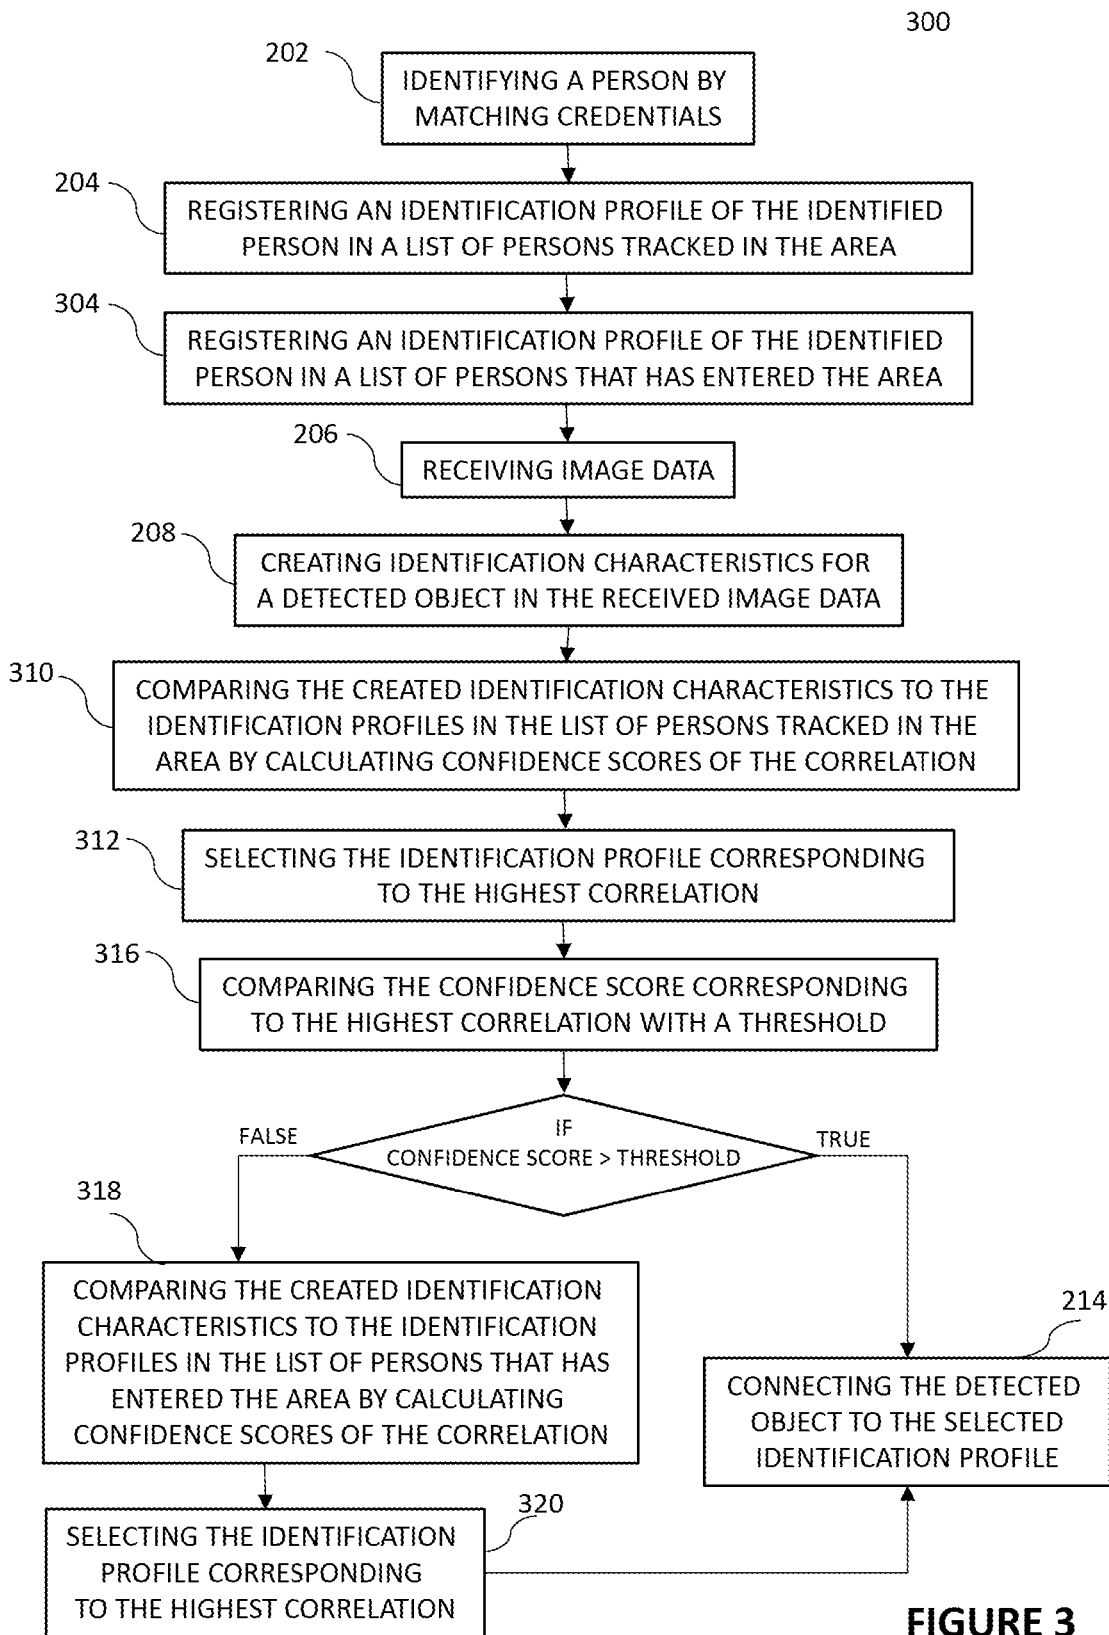 300
202
IDENTIFYING A PERSON BY
MATCHING CREDENTIALS
204
REGISTERING AN IDENTIFICATION PROFILE OF THE IDENTIFIED
PERSON IN A LIST OF PERSONS TRACKED IN THE AREA
304
REGISTERING AN IDENTIFICATION PROFILE OF THE IDENTIFIED
PERSON IN A LIST OF PERSONS THAT HAS ENTERED THE AREA
206
RECEIVING IMAGE DATA
208
CREATING IDENTIFICATION CHARACTERISTICS FOR
A DETECTED OBJECT IN THE RECEIVED IMAGE DATA
310
COMPARING THE CREATED IDENTIFICATION CHARACTERISTICS TO THE
IDENTIFICATION PROFILES IN THE LIST OF PERSONS TRACKED IN THE
AREA BY CALCULATING CONFIDENCE SCORES OF THE CORRELATION
312
SELECTING THE IDENTIFICATION PROFILE CORRESPONDING
TO THE HIGHEST CORRELATION
316
COMPARING THE CONFIDENCE SCORE CORRESPONDING
TO THE HIGHEST CORRELATION WITH A THRESHOLD
IF
CONFIDENCE SCORE > THRESHOLD
FALSE
TRUE
318
COMPARING THE CREATED IDENTIFICATION
CHARACTERISTICS TO THE IDENTIFICATION
PROFILES IN THE LIST OF PERSONS THAT HAS
ENTERED THE AREA BY CALCULATING
CONFIDENCE SCORES OF THE CORRELATION
214
CONNECTING THE DETECTED
OBJECT TO THE SELECTED
IDENTIFICATION PROFILE
320
SELECTING THE IDENTIFICATION
PROFILE CORRESPONDING
TO THE HIGHEST CORRELATION
FIGURE 3